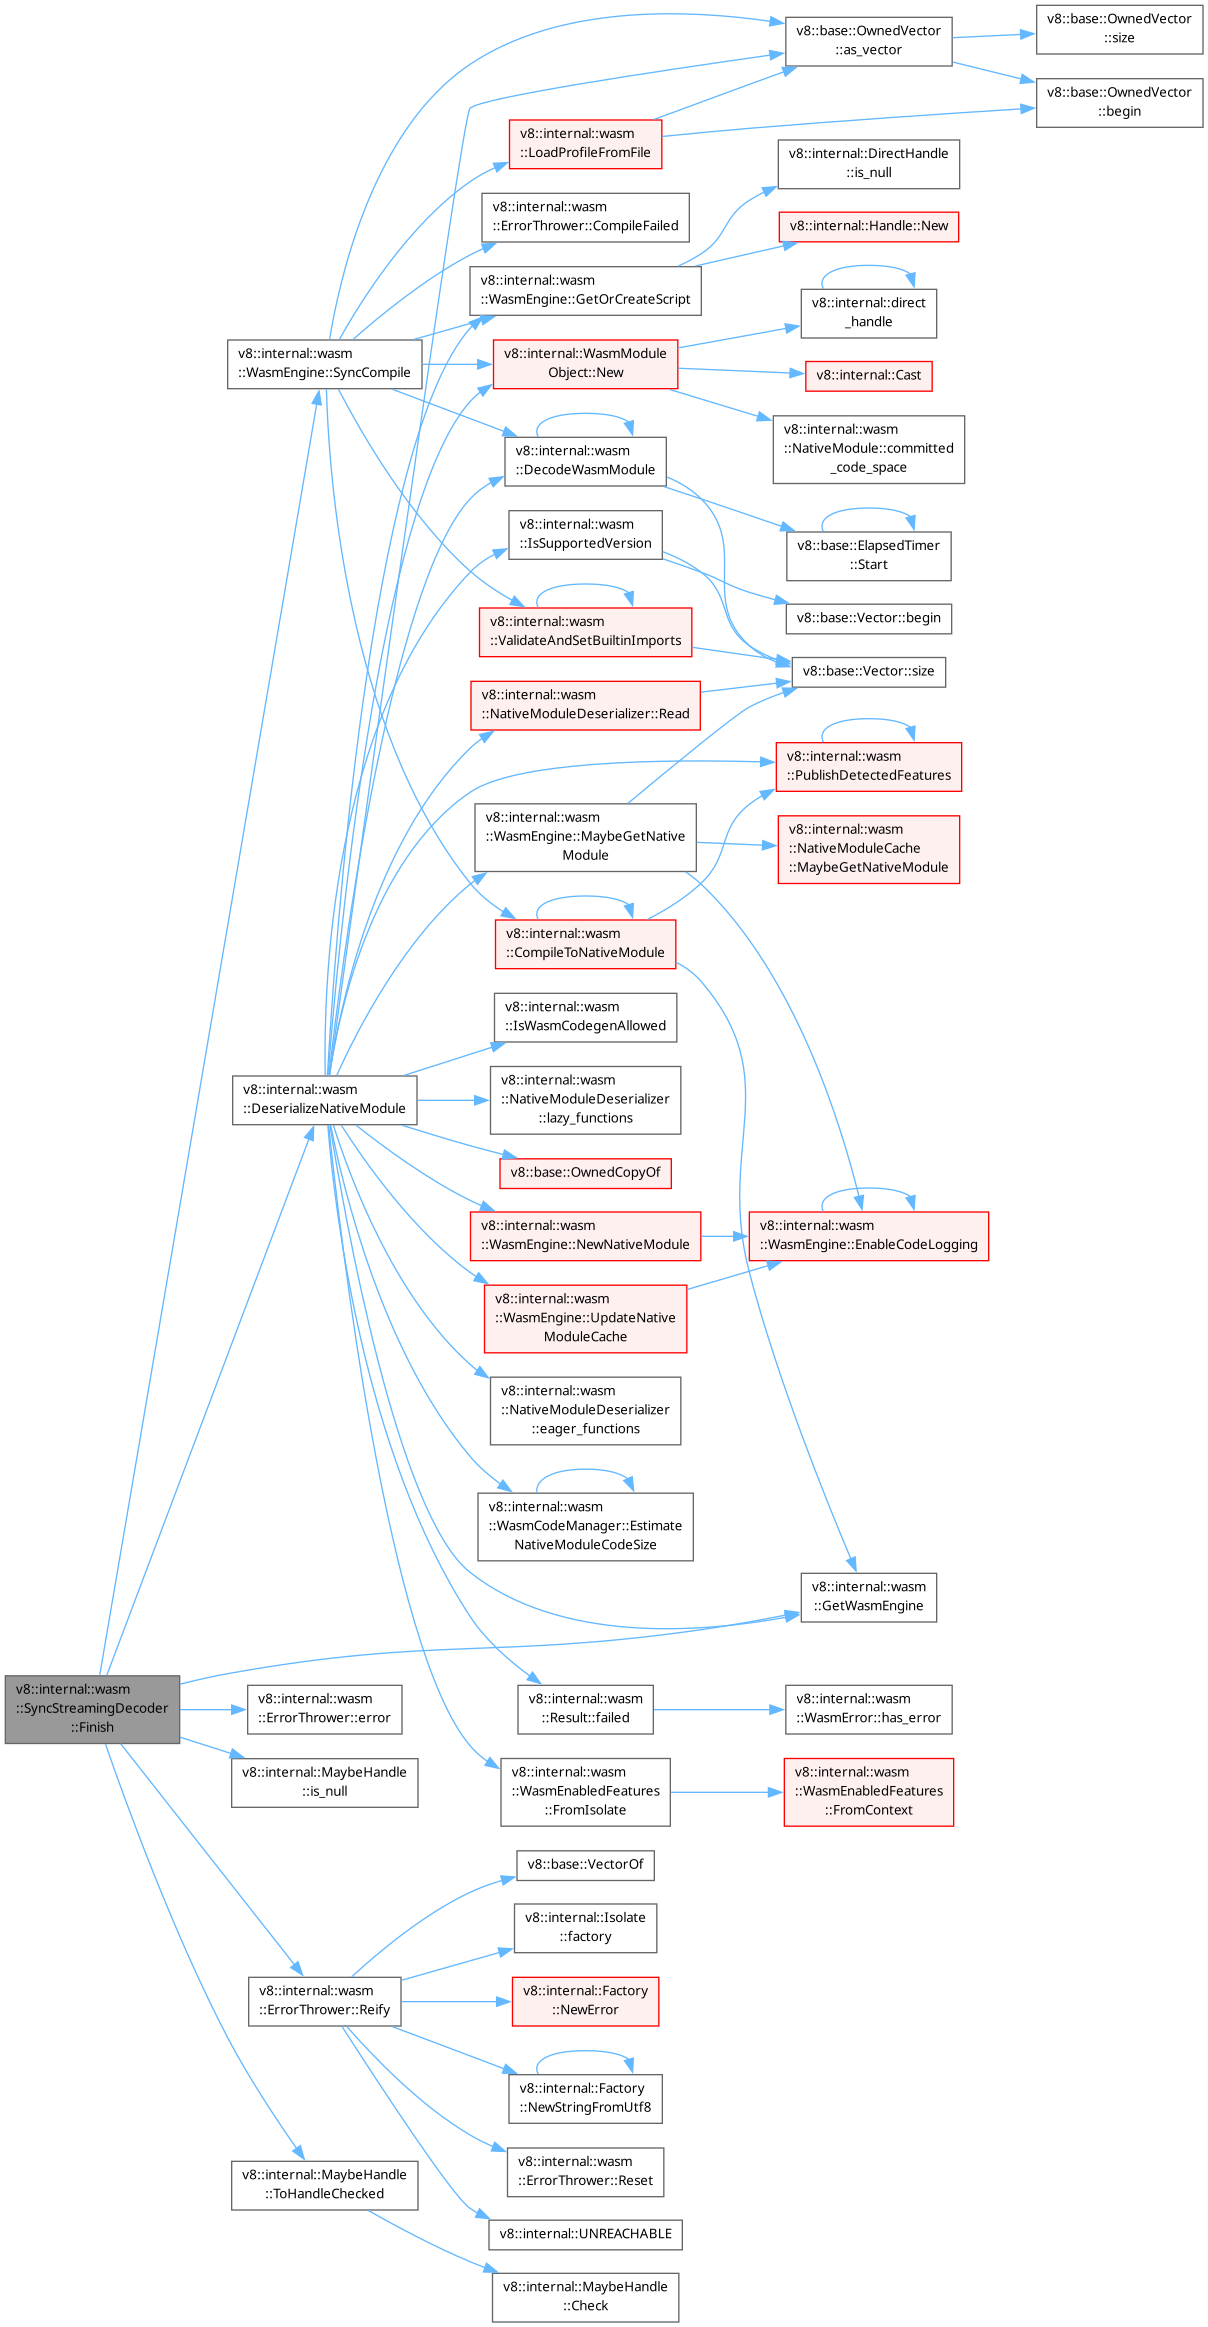 v8::base::OwnedVector
::as_vector
v8::base::OwnedVector
::size
v8::base::OwnedVector
::begin
v8::internal::wasm
::LoadProfileFromFile
v8::internal::DirectHandle
::is_null
v8::internal::wasm
::ErrorThrower::CompileFailed
v8::internal::Handle::New
v8::internal::wasm
::WasmEngine::GetOrCreateScript
v8::internal::direct
_handle
v8::internal::wasm
::WasmEngine::SyncCompile
v8::internal::WasmModule
Object::New
v8::internal::Cast
v8::internal::wasm
::NativeModule::committed
_code_space
v8::internal::wasm
::DecodeWasmModule
v8::internal::wasm
::IsSupportedVersion
v8::base::ElapsedTimer
::Start
v8::base::Vector::begin
v8::internal::wasm
::ValidateAndSetBuiltinImports
v8::base::Vector::size
v8::internal::wasm
::NativeModuleDeserializer::Read
v8::internal::wasm
::PublishDetectedFeatures
v8::internal::wasm
::WasmEngine::MaybeGetNative
Module
v8::internal::wasm
::NativeModuleCache
::MaybeGetNativeModule
v8::internal::wasm
::CompileToNativeModule
v8::internal::wasm
::IsWasmCodegenAllowed
v8::internal::wasm
::DeserializeNativeModule
v8::internal::wasm
::NativeModuleDeserializer
::lazy_functions
v8::base::OwnedCopyOf
v8::internal::wasm
::WasmEngine::NewNativeModule
v8::internal::wasm
::WasmEngine::EnableCodeLogging
v8::internal::wasm
::WasmEngine::UpdateNative
ModuleCache
v8::internal::wasm
::NativeModuleDeserializer
::eager_functions
v8::internal::wasm
::WasmCodeManager::Estimate
NativeModuleCodeSize
v8::internal::wasm
::GetWasmEngine
v8::internal::wasm
::SyncStreamingDecoder
::Finish
v8::internal::wasm
::ErrorThrower::error
v8::internal::wasm
::Result::failed
v8::internal::wasm
::WasmError::has_error
v8::internal::MaybeHandle
::is_null
v8::internal::wasm
::WasmEnabledFeatures
::FromIsolate
v8::internal::wasm
::WasmEnabledFeatures
::FromContext
v8::base::VectorOf
v8::internal::Isolate
::factory
v8::internal::wasm
::ErrorThrower::Reify
v8::internal::Factory
::NewError
v8::internal::Factory
::NewStringFromUtf8
v8::internal::wasm
::ErrorThrower::Reset
v8::internal::MaybeHandle
::ToHandleChecked
v8::internal::UNREACHABLE
v8::internal::MaybeHandle
::Check